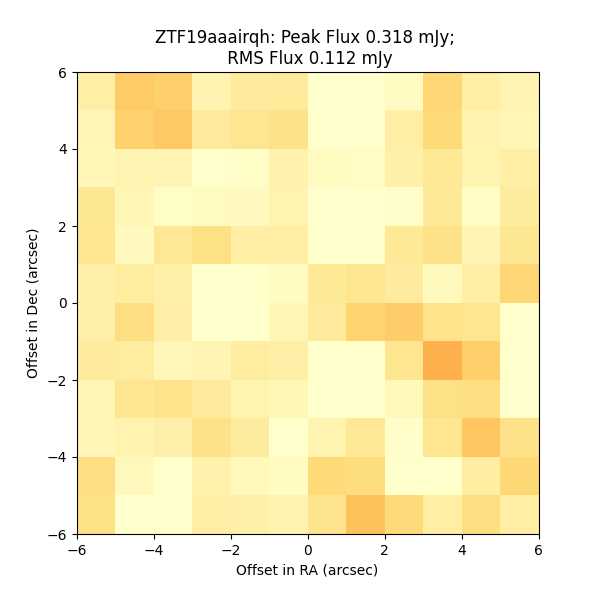 ZTF19aaairqh: Peak Flux 0.318 mJy;
RMS Flux 0.112 mJy
6
4
2
0
−2
−4
−6
Offset in Dec (arcsec)
−6 −4 −2 0 2 4 6
Offset in RA (arcsec)